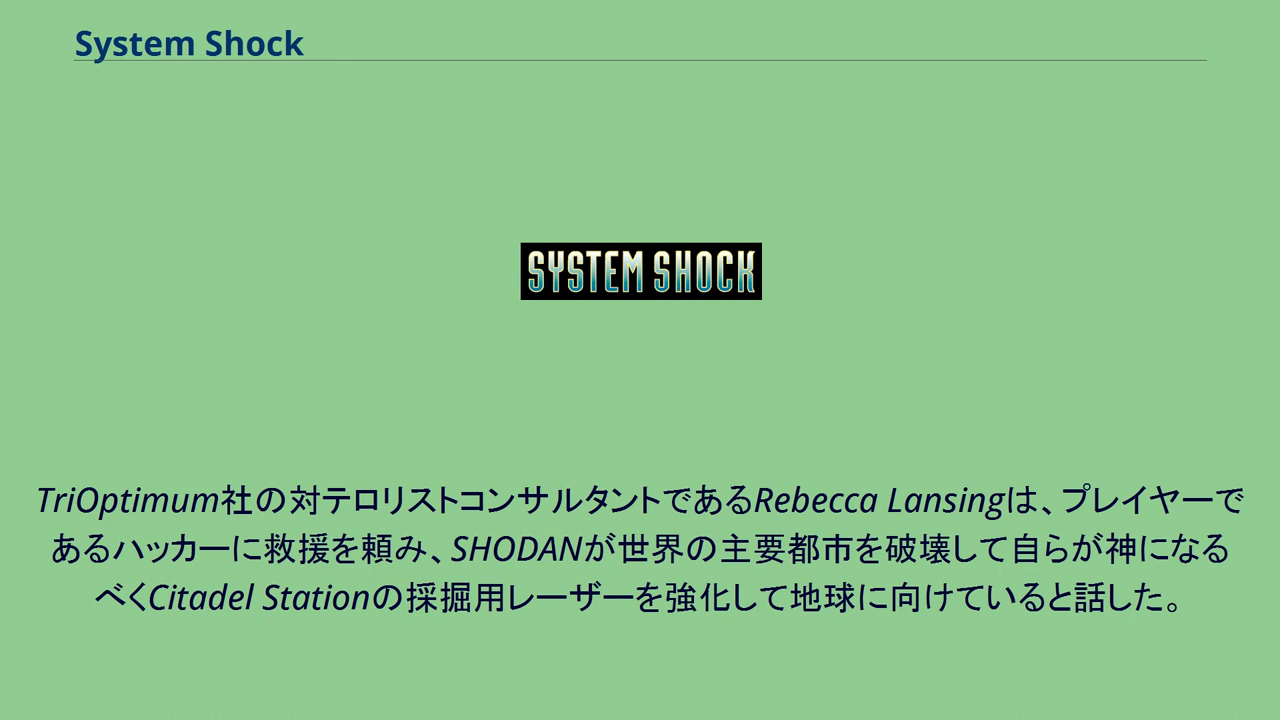 System Shock
SYSTEM SHOCK
TriOptimum社の対テロリストコンサルタントであるRebecca Lansingは、プレイヤーで
あるハッカーに救援を頼み、SHODANが世界の主要都市を破壊して自らが神になる
べくCitadel Stationの採掘用レーザーを強化して地球に向けていると話した。